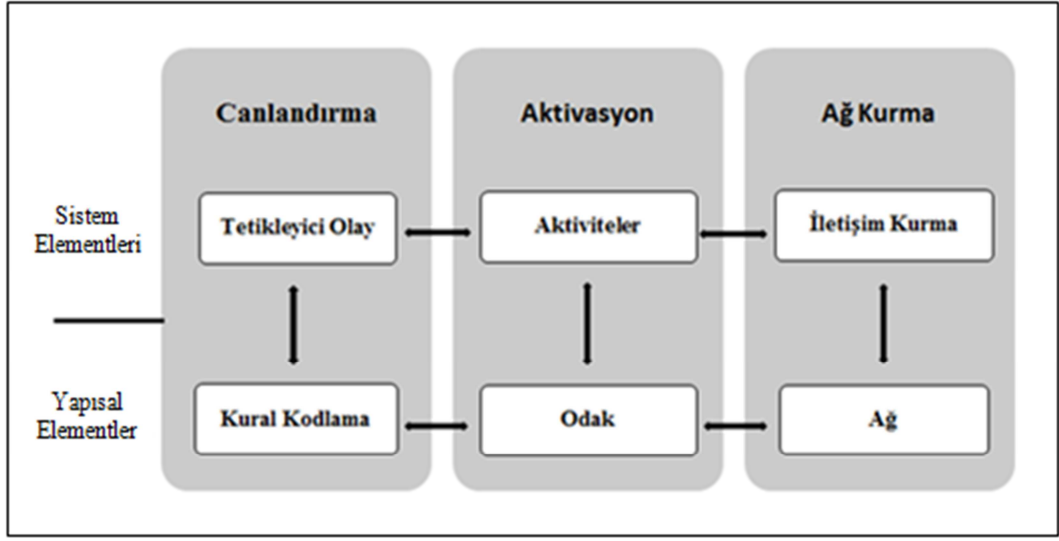 Canlandırma
Aktivasyon
Ağ Kurma
Sistem
Elementleri
Tetikleyici Olay
Aktiviteler
İletişim Kurma
Yapısal
Elementler
Kural Kodlama
Odak
Ağ